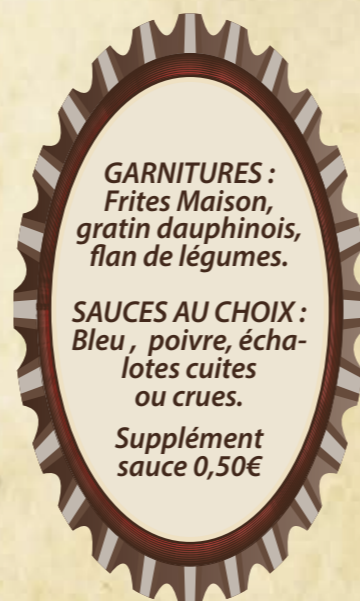 GARNITURES :
Frites Maison,
gratin dauphinois,
flan de légumes.
SAUCES AU CHOIX :
Bleu , poivre, écha-
lotes cuites
ou crues.
Supplément
sauce 0,50€